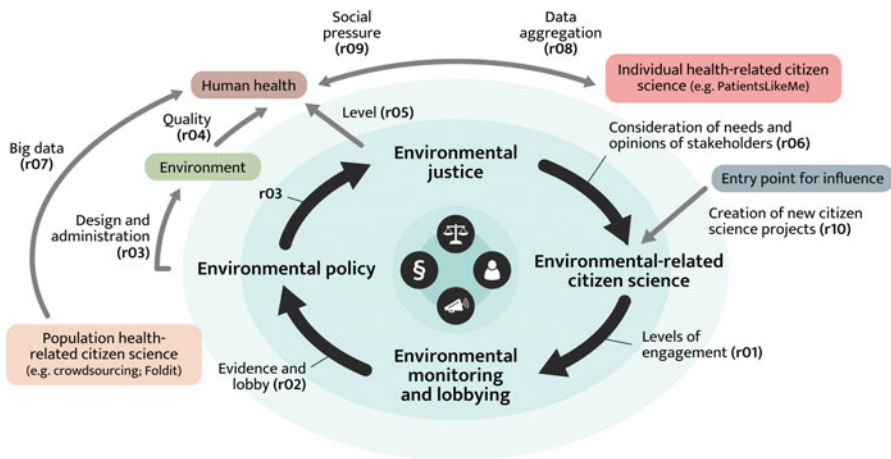 Social
pressure
(r09)
Data
aggregation
(r08)
Human health
Individual health-related citizen
science (e.g. PatientsLikeMe)
Quality
(r04)
Level (r05)
Big data
(r07)
Environment
Environmental
justice
Consideration of needs and
opinions of stakeholders (r06)
Entry point for influence
r03
Design and
administration
(r03)
Creation of new citizen
science projects (r10)
Environmental policy
§
Environmental-related
citizen science
Population health-
related citizen science
(e.g. crowdsourcing; Foldit)
Evidence and
lobby (r02)
Environmental
monitoring
and lobbying
Levels of
engagement (r01)